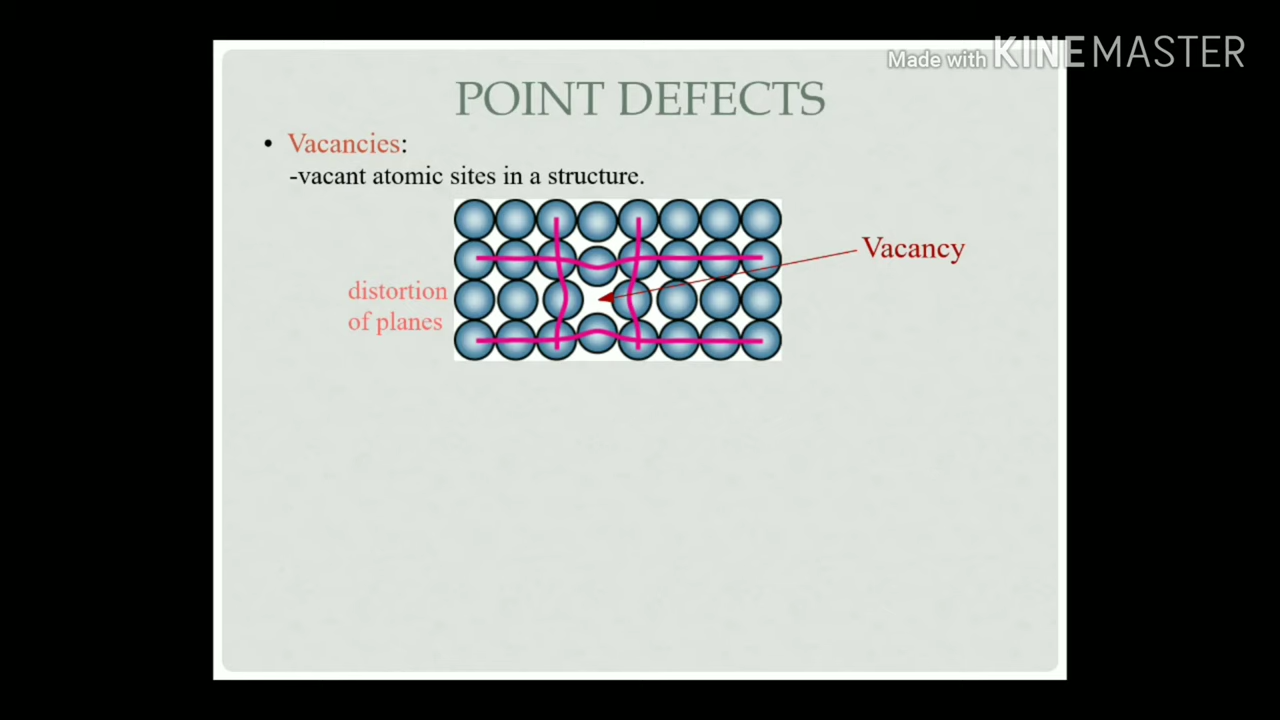 Made with KINEMASTER
POINT DEFECTS
• Vacancies:
-vacant atomic sites in a structure.
Vacancy
distortion
of planes